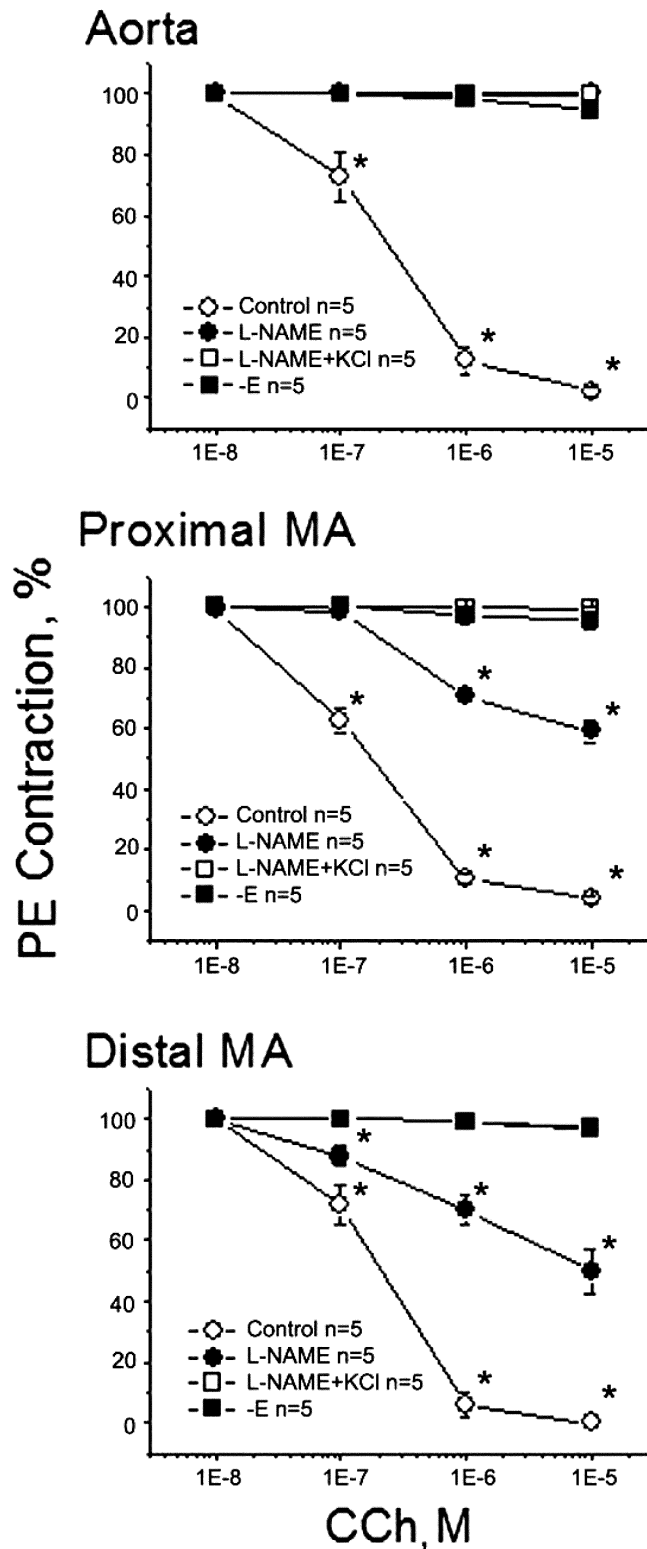 Aorta
100
80
60
40
20
0
Control n=5
L-NAME n=5
L-NAME+KCl n=5
-E n=5
* * *
1E-8 1E-7 1E-6 1E-5
Proximal MA
PE Contraction, %
100
80
60
40
20
0
Control n=5
L-NAME n=5
L-NAME+KCl n=5
-E n=5
* * * * *
1E-8 1E-7 1E-6 1E-5
Distal MA
100
80
60
40
20
0
Control n=5
L-NAME n=5
L-NAME+KCl n=5
-E n=5
* * * * * *
1E-8 1E-7 1E-6 1E-5
CCh, M